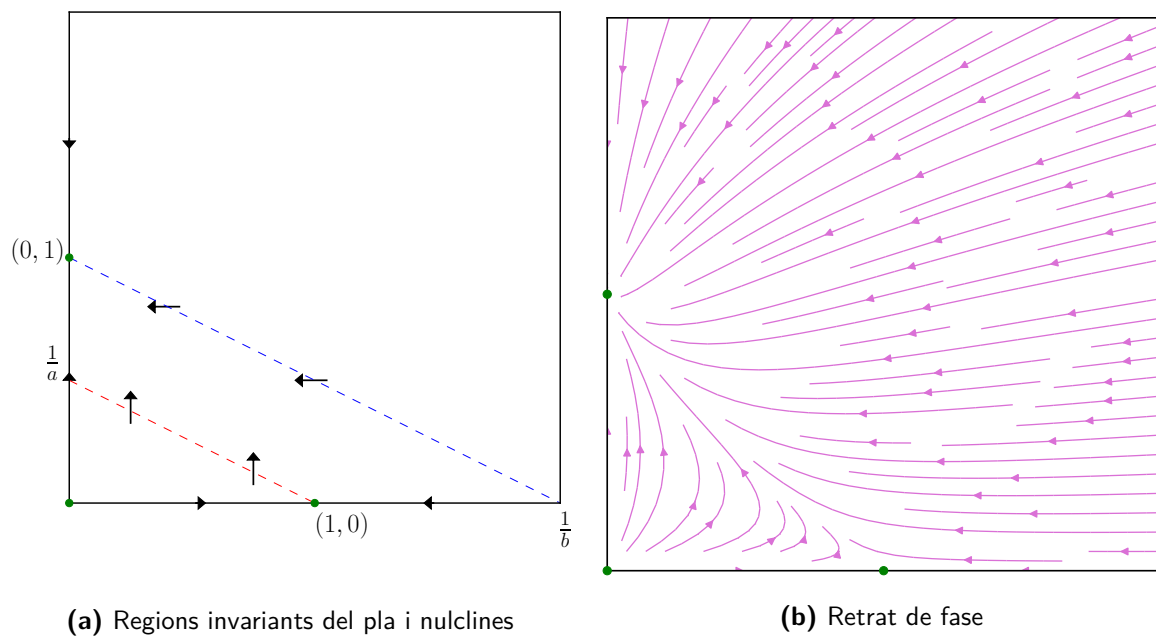 (0, 1)
1/a
(1, 0)
1/b
(a) Regions invariants del pla i nulclines
(b) Retrat de fase